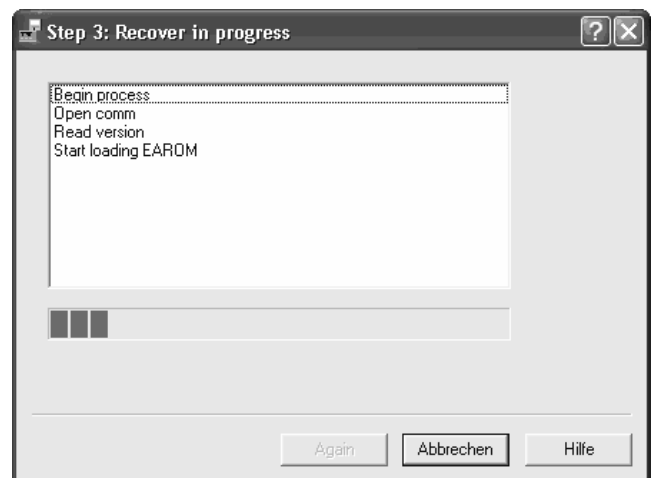 Step 3: Recover in progress
Begin process
Open comm
Read version
Start loading EAROM
Again
Abbrechen
Hilfe